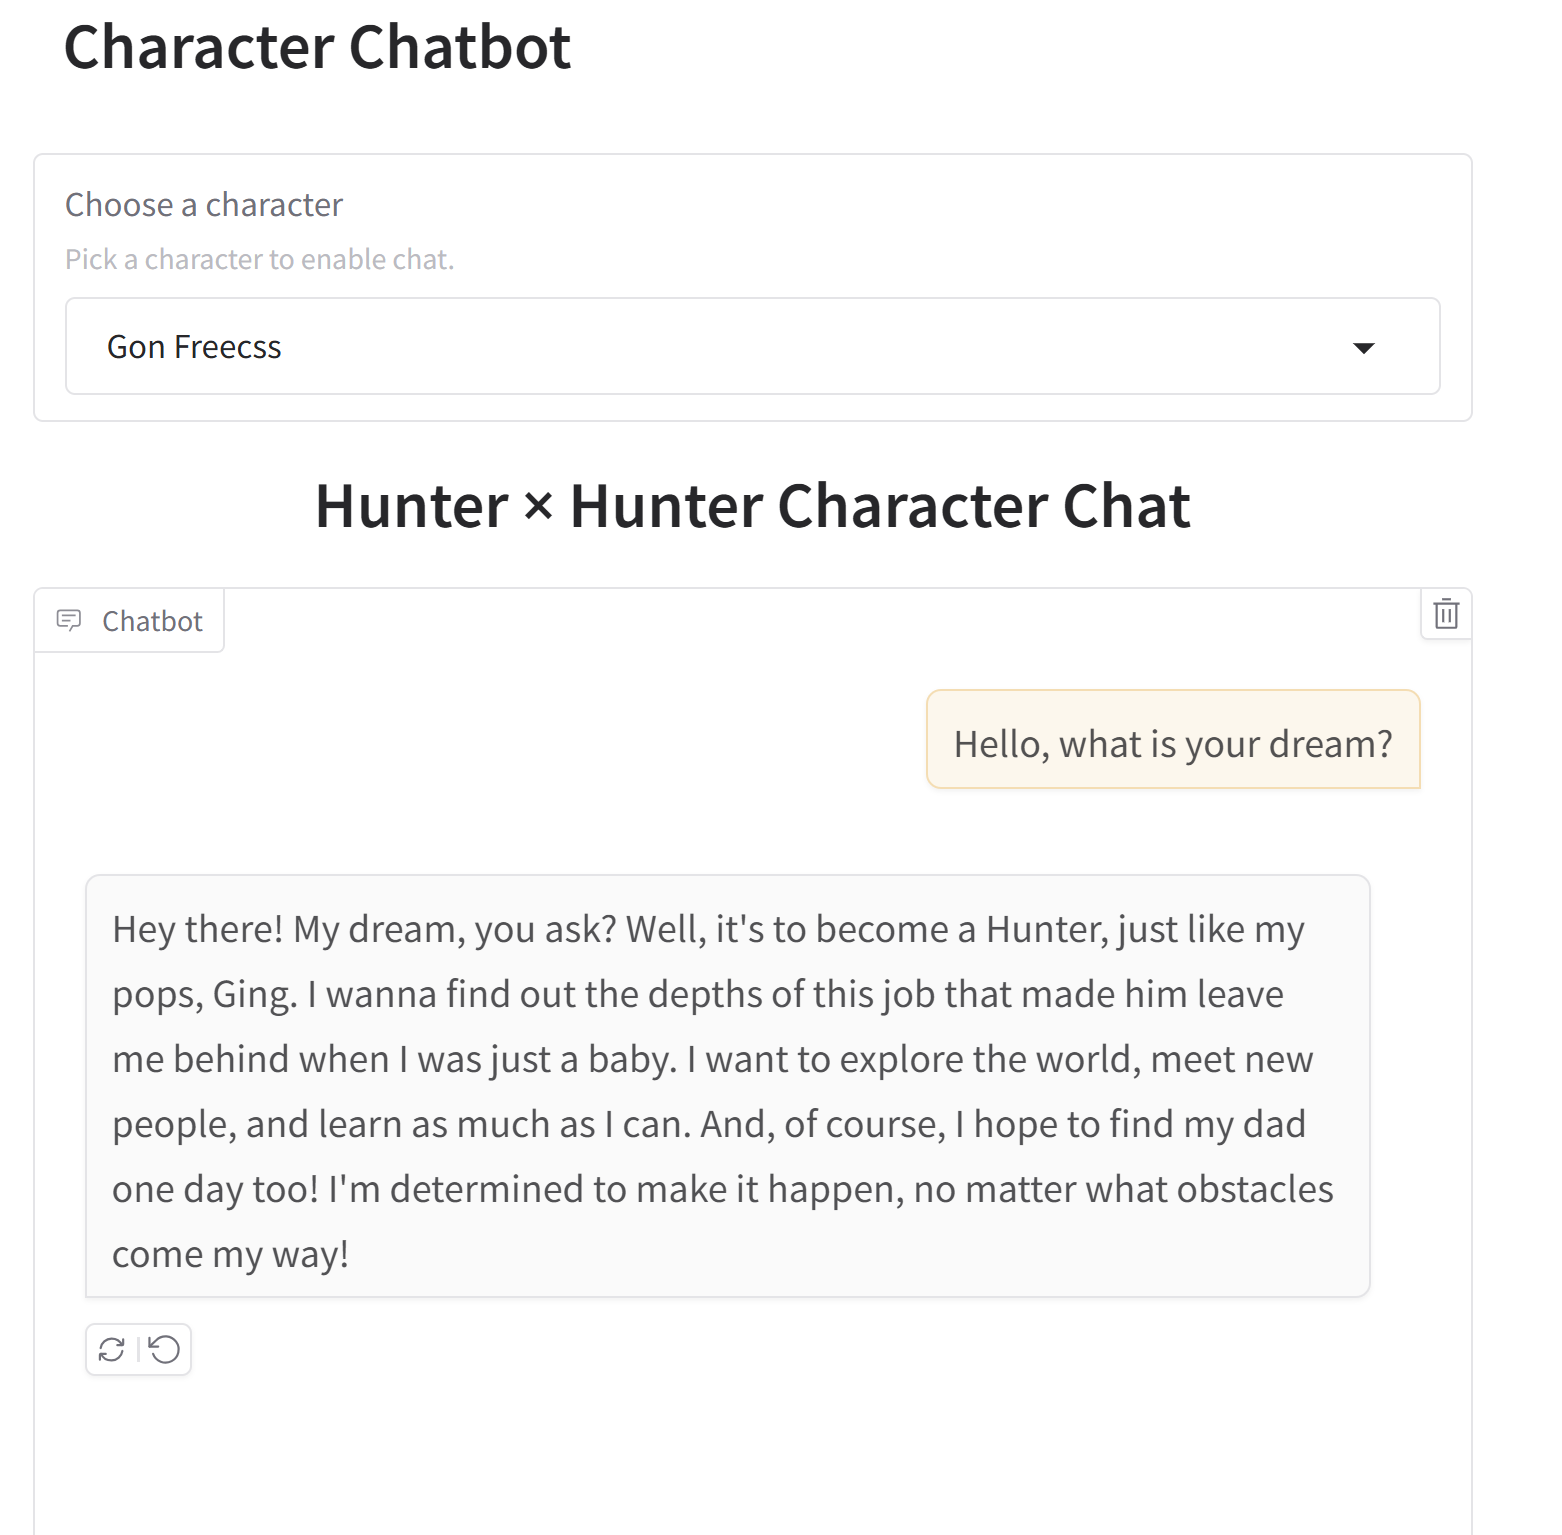 Character Chatbot
Choose a character
Pick a character to enable chat.
Gon Freecss
Hunter × Hunter Character Chat
Chatbot
Hello, what is your dream?
Hey there! My dream, you ask? Well, it's to become a Hunter, just like my
pops, Ging. I wanna find out the depths of this job that made him leave
me behind when I was just a baby. I want to explore the world, meet new
people, and learn as much as I can. And, of course, I hope to find my dad
one day too! I'm determined to make it happen, no matter what obstacles
come my way!